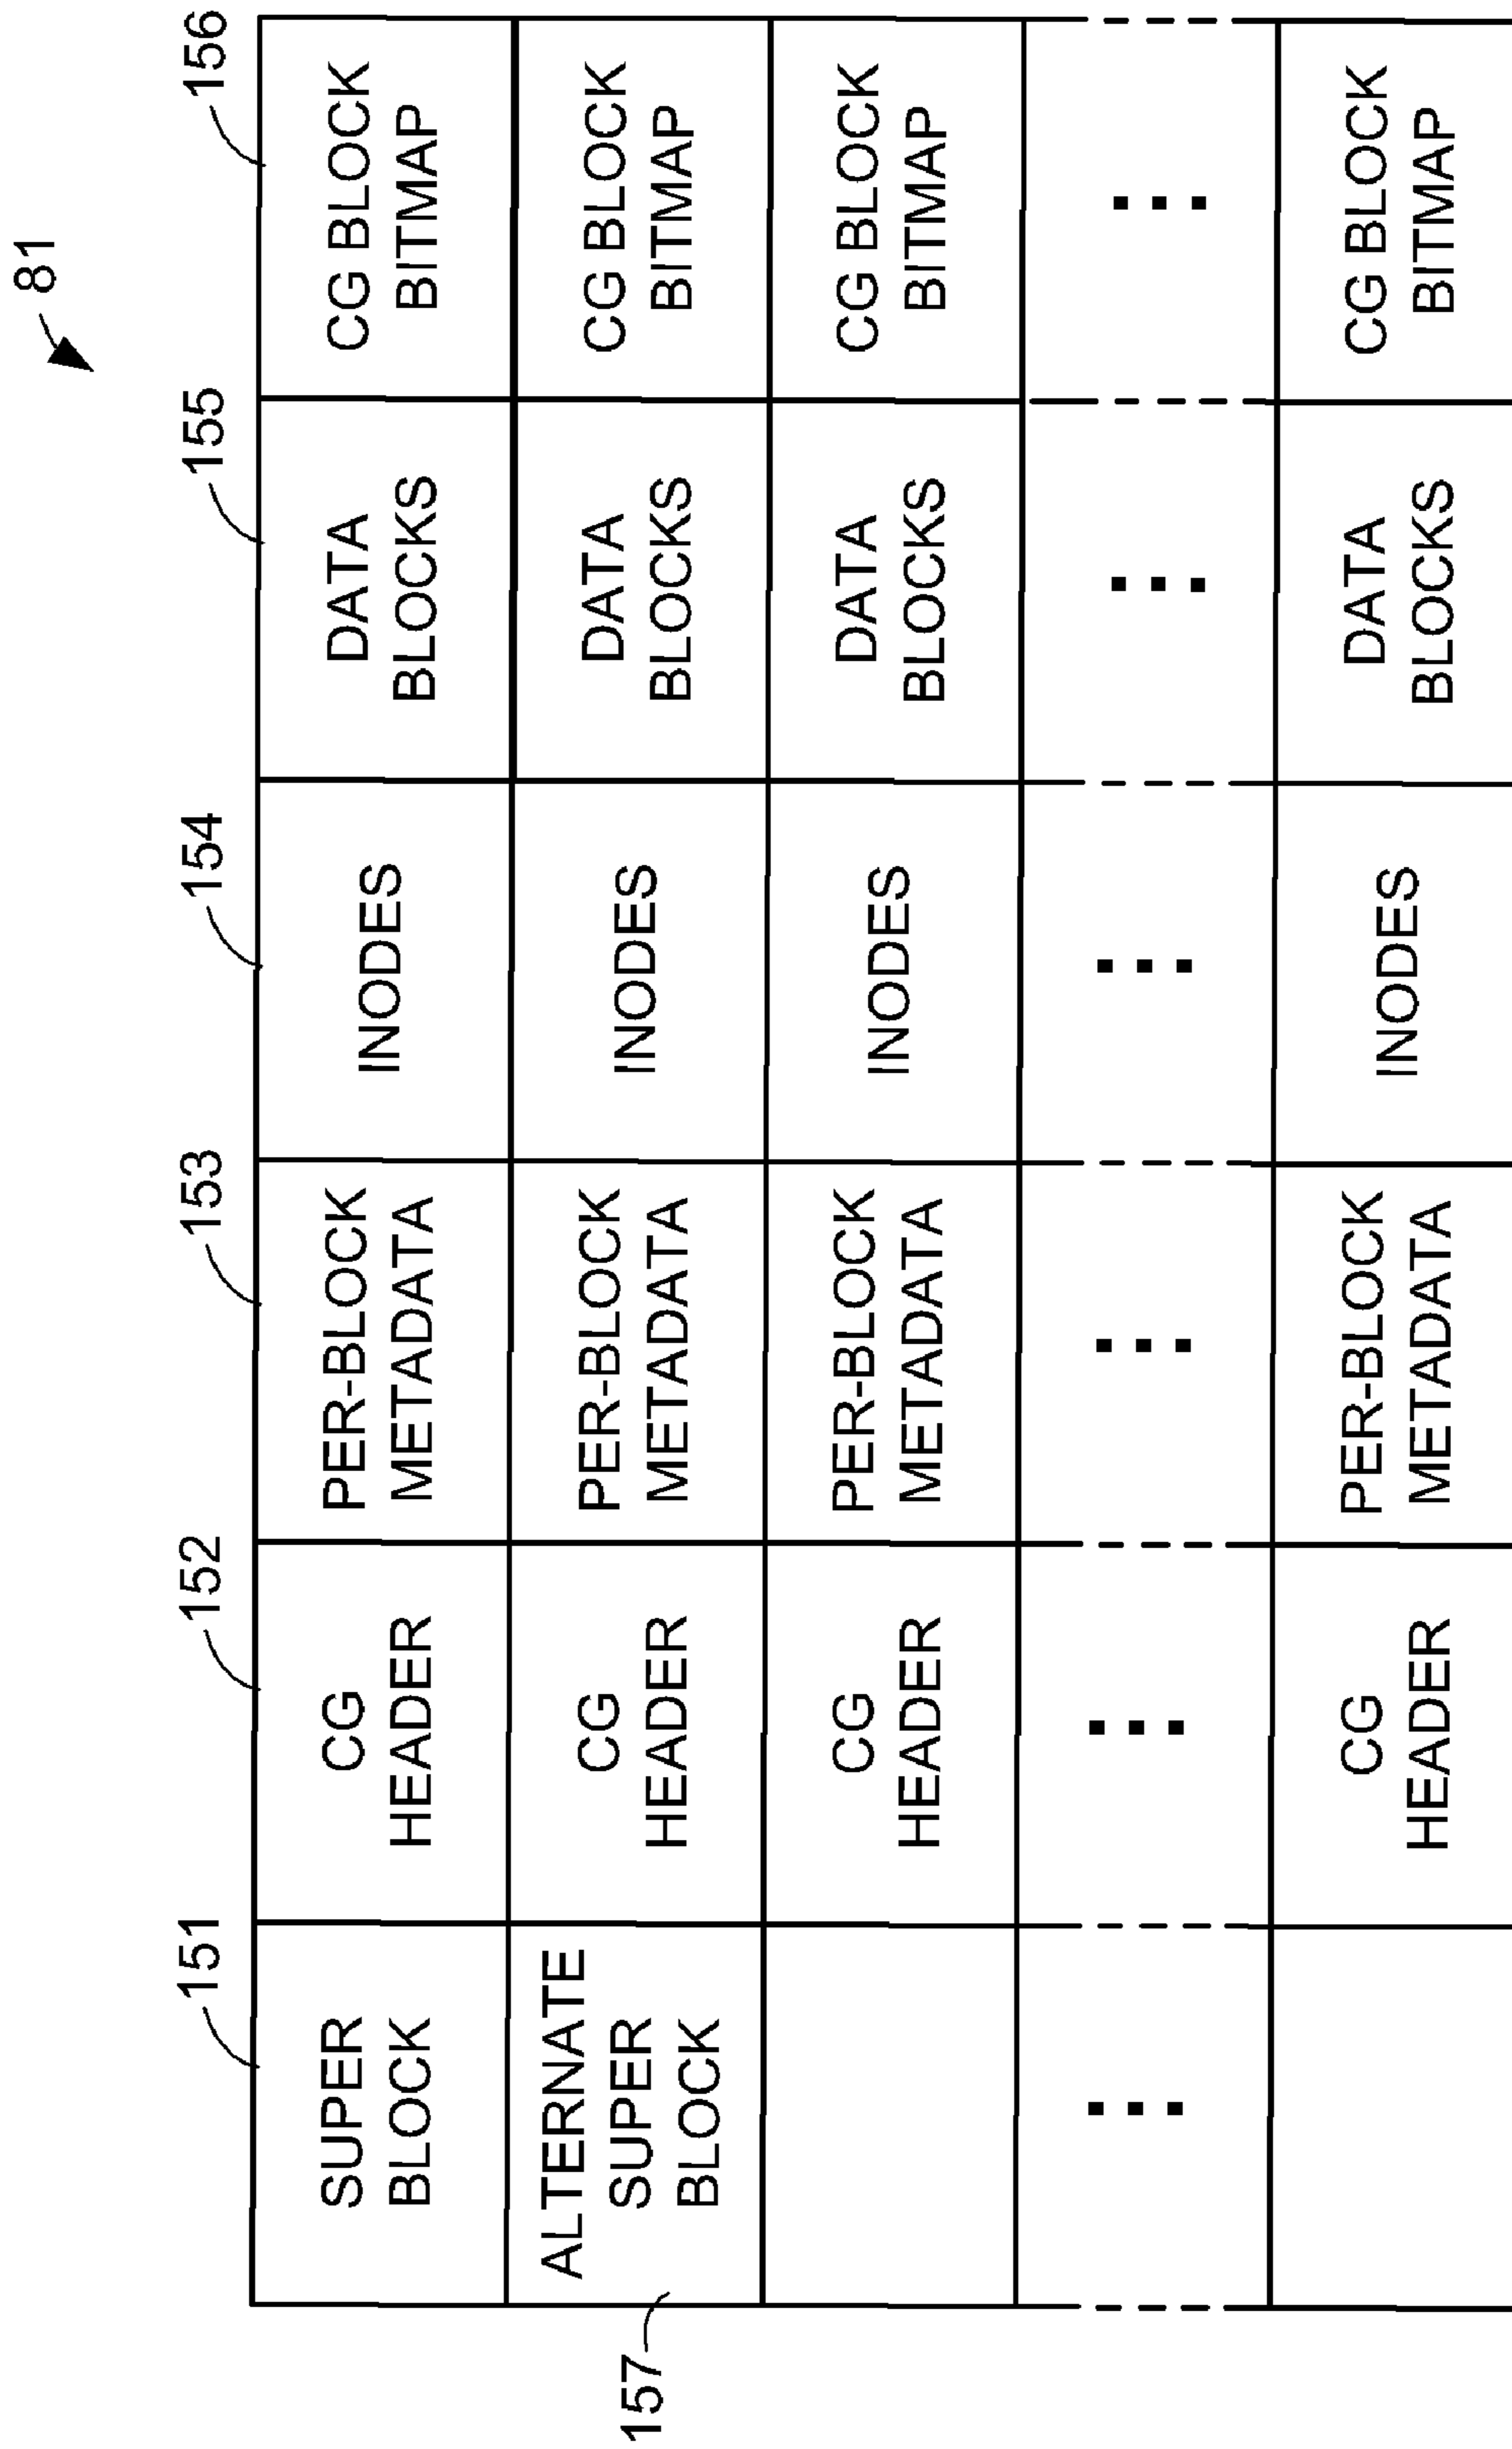 81
151
152
153
154
155
156
SUPER
BLOCK
CG
HEADER
PER-BLOCK
METADATA
INODES
DATA
BLOCKS
CG BLOCK
BITMAP
157
ALTERNATE
SUPER
BLOCK
CG
HEADER
PER-BLOCK
METADATA
INODES
DATA
BLOCKS
CG BLOCK
BITMAP
CG
HEADER
PER-BLOCK
METADATA
INODES
DATA
BLOCKS
CG BLOCK
BITMAP
CG
HEADER
PER-BLOCK
METADATA
INODES
DATA
BLOCKS
CG BLOCK
BITMAP